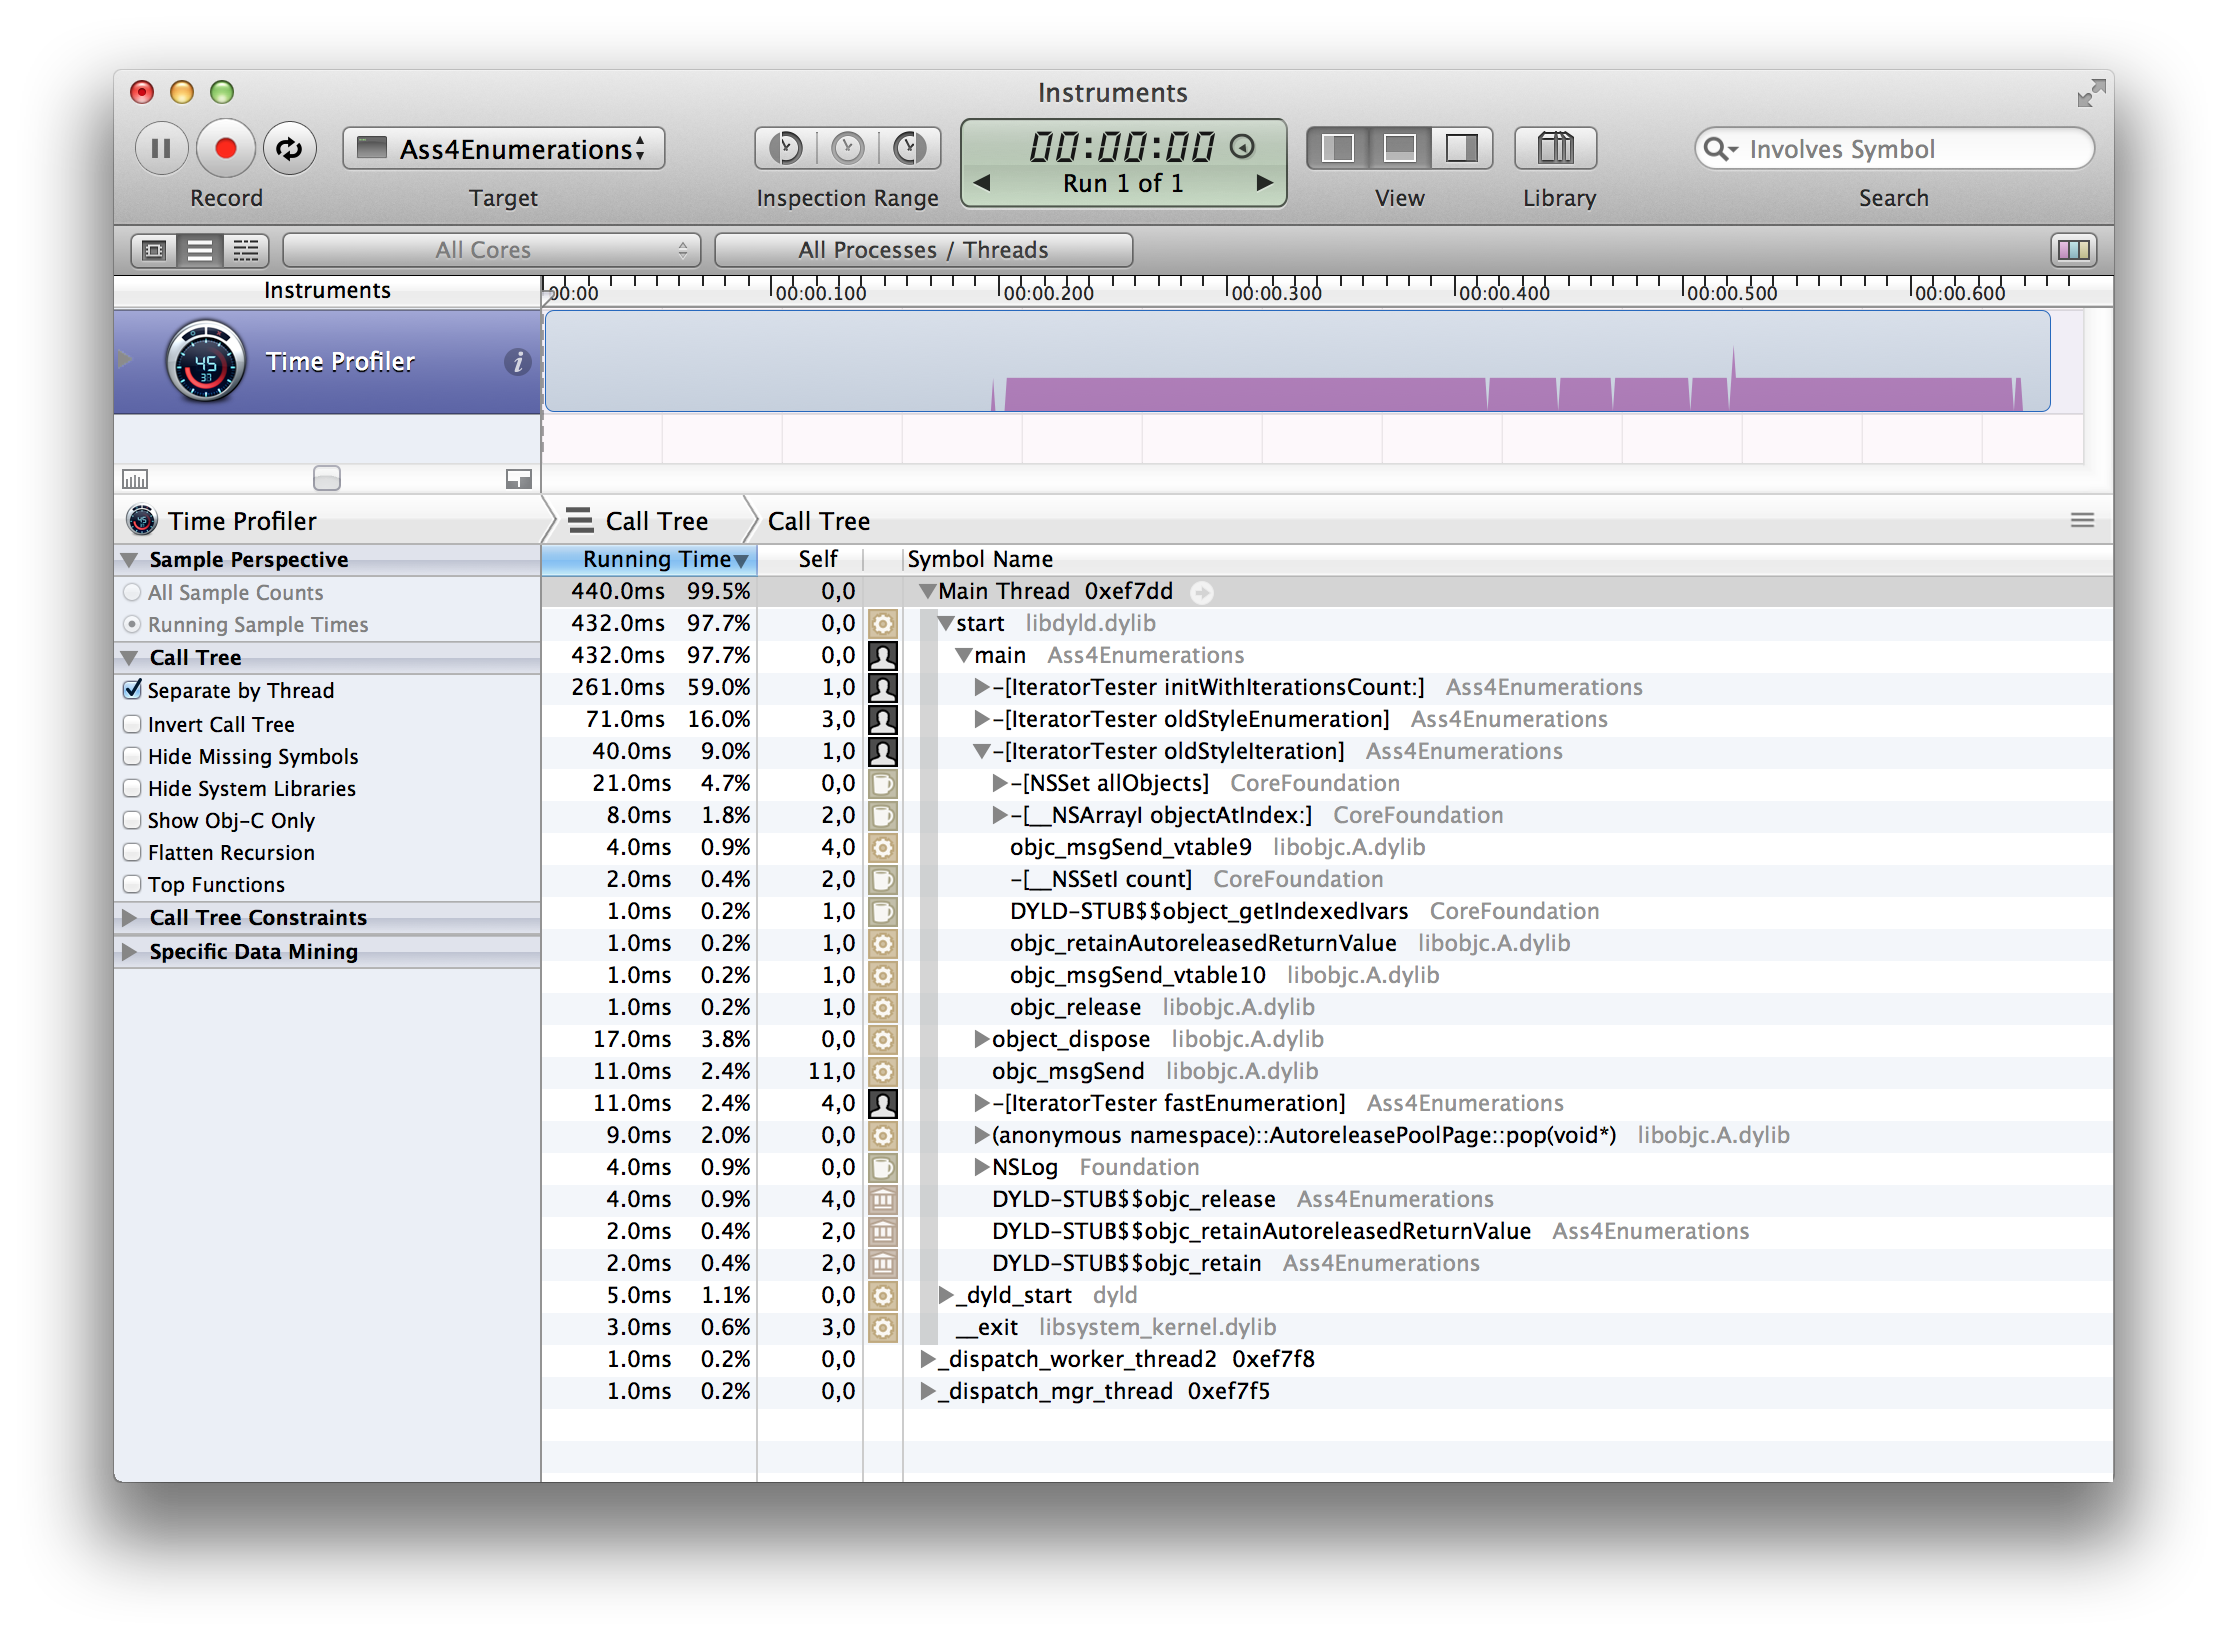 Instruments
Ass4Enumerations
00:00:00
Run 1 of 1
Involves Symbol
Record
Target
Inspection Range
View
Library
Search
All Cores
All Processes / Threads
Instruments
00:00
00:00.100
00:00.200
00:00.300
00:00.400
00:00.500
00:00.600
45
37
Time Profiler
Time Profiler
Call Tree
Call Tree
Sample Perspective
All Sample Counts
Running Sample Times
Call Tree
Separate by Thread
Invert Call Tree
Hide Missing Symbols
Hide System Libraries
Show Obj-C Only
Flatten Recursion
Top Functions
Call Tree Constraints
Specific Data Mining
Running Time Self Symbol Name
440.0ms 99.5% 0,0 Main Thread 0xef7dd
432.0ms 97.7% 0,0 start libdyld.dylib
432.0ms 97.7% 0,0 main Ass4Enumerations
261.0ms 59.0% 1,0 -[IteratorTester initWithIterationsCount:] Ass4Enumerations
71.0ms 16.0% 3,0 -[IteratorTester oldStyleEnumeration] Ass4Enumerations
40.0ms 9.0% 1,0 -[IteratorTester oldStyleIteration] Ass4Enumerations
21.0ms 4.7% 0,0 -[NSSet allObjects] CoreFoundation
8.0ms 1.8% 2,0 -[__NSArrayI objectAtIndex:] CoreFoundation
4.0ms 0.9% 4,0 objc_msgSend_vtable9 libobjc.A.dylib
2.0ms 0.4% 2,0 -[__NSSetI count] CoreFoundation
1.0ms 0.2% 1,0 DYLD-STUB$$object_getIndexedIvars CoreFoundation
1.0ms 0.2% 1,0 objc_retainAutoreleasedReturnValue libobjc.A.dylib
1.0ms 0.2% 1,0 objc_msgSend_vtable10 libobjc.A.dylib
1.0ms 0.2% 1,0 objc_release libobjc.A.dylib
17.0ms 3.8% 0,0 object_dispose libobjc.A.dylib
11.0ms 2.4% 11,0 objc_msgSend libobjc.A.dylib
11.0ms 2.4% 4,0 -[IteratorTester fastEnumeration] Ass4Enumerations
9.0ms 2.0% 0,0 (anonymous namespace)::AutoreleasePoolPage::pop(void*) libobjc.A.dylib
4.0ms 0.9% 0,0 NSLog Foundation
4.0ms 0.9% 4,0 DYLD-STUB$$objc_release Ass4Enumerations
2.0ms 0.4% 2,0 DYLD-STUB$$objc_retainAutoreleasedReturnValue Ass4Enumerations
2.0ms 0.4% 2,0 DYLD-STUB$$objc_retain Ass4Enumerations
5.0ms 1.1% 0,0 _dyld_start dyld
3.0ms 0.6% 3,0 __exit libsystem_kernel.dylib
1.0ms 0.2% 0,0 _dispatch_worker_thread2 0xef7f8
1.0ms 0.2% 0,0 _dispatch_mgr_thread 0xef7f5